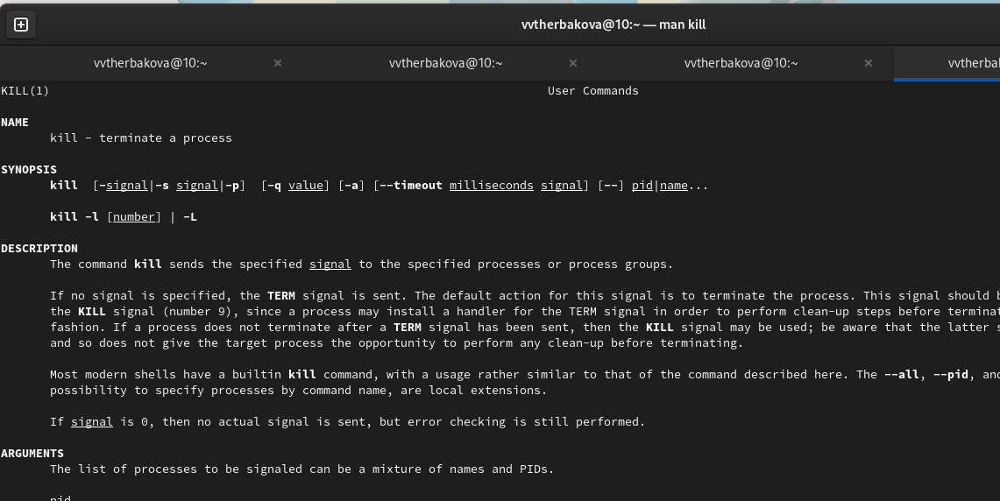 vvtherbakova@10:~ — man kill
vvtherbakova@10:~ × vvtherbakova@10:~ × vvtherbakova@10:~ ×
KILL(1) User Commands
NAME
kill - terminate a process
SYNOPSIS
kill [-signal|-s signal|-p] [-q value] [-a] [--timeout milliseconds signal] [--] pid|name...
kill -l [number] | -L
DESCRIPTION
The command kill sends the specified signal to the specified processes or process groups.
If no signal is specified, the TERM signal is sent. The default action for this signal is to terminate the process. This signal should
the KILL signal (number 9), since a process may install a handler for the TERM signal in order to perform clean-up steps before
fashion. If a process does not terminate after a TERM signal has been sent, then the KILL signal may be used; be aware that the latter
and so does not give the target process the opportunity to perform any clean-up before terminating.
Most modern shells have a builtin kill command, with a usage rather similar to that of the command described here. The --all, --pid, and
possibility to specify processes by command name, are local extensions.
If signal is 0, then no actual signal is sent, but error checking is still performed.
ARGUMENTS
The list of processes to be signaled can be a mixture of names and PIDs.
pid